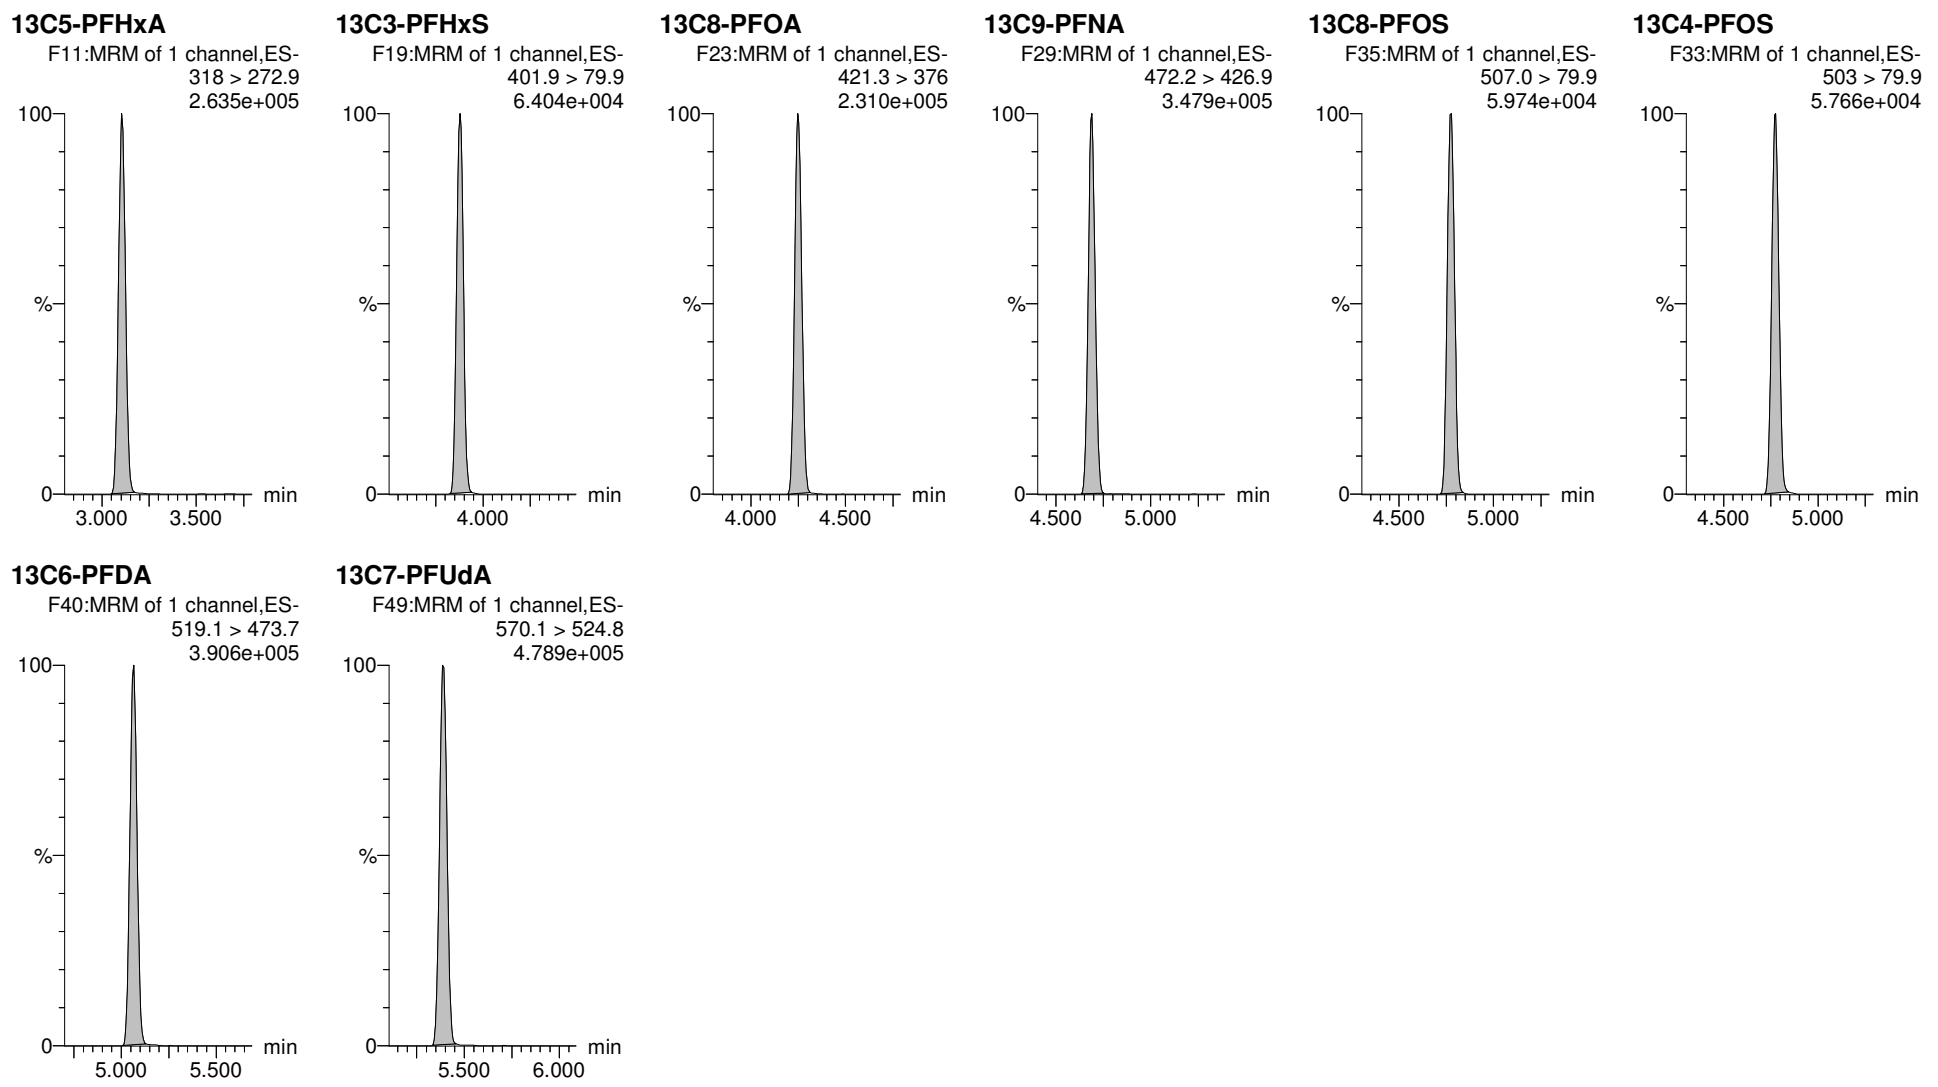 13C5-PFHxA
F11:MRM of 1 channel,ES-
318 > 272.9
2.635e+005
100
%
0
min
3.000 3.500
13C3-PFHxS
F19:MRM of 1 channel,ES-
401.9 > 79.9
6.404e+004
100
%
0
min
4.000
13C8-PFOA
F23:MRM of 1 channel,ES-
421.3 > 376
2.310e+005
100
%
0
min
4.000 4.500
13C9-PFNA
F29:MRM of 1 channel,ES-
472.2 > 426.9
3.479e+005
100
%
0
min
4.500 5.000
13C8-PFOS
F35:MRM of 1 channel,ES-
507.0 > 79.9
5.974e+004
100
%
0
min
4.500 5.000
13C4-PFOS
F33:MRM of 1 channel,ES-
503 > 79.9
5.766e+004
100
%
0
min
4.500 5.000
13C6-PFDA
F40:MRM of 1 channel,ES-
519.1 > 473.7
3.906e+005
100
%
0
min
5.000 5.500
13C7-PFUdA
F49:MRM of 1 channel,ES-
570.1 > 524.8
4.789e+005
100
%
0
min
5.500 6.000